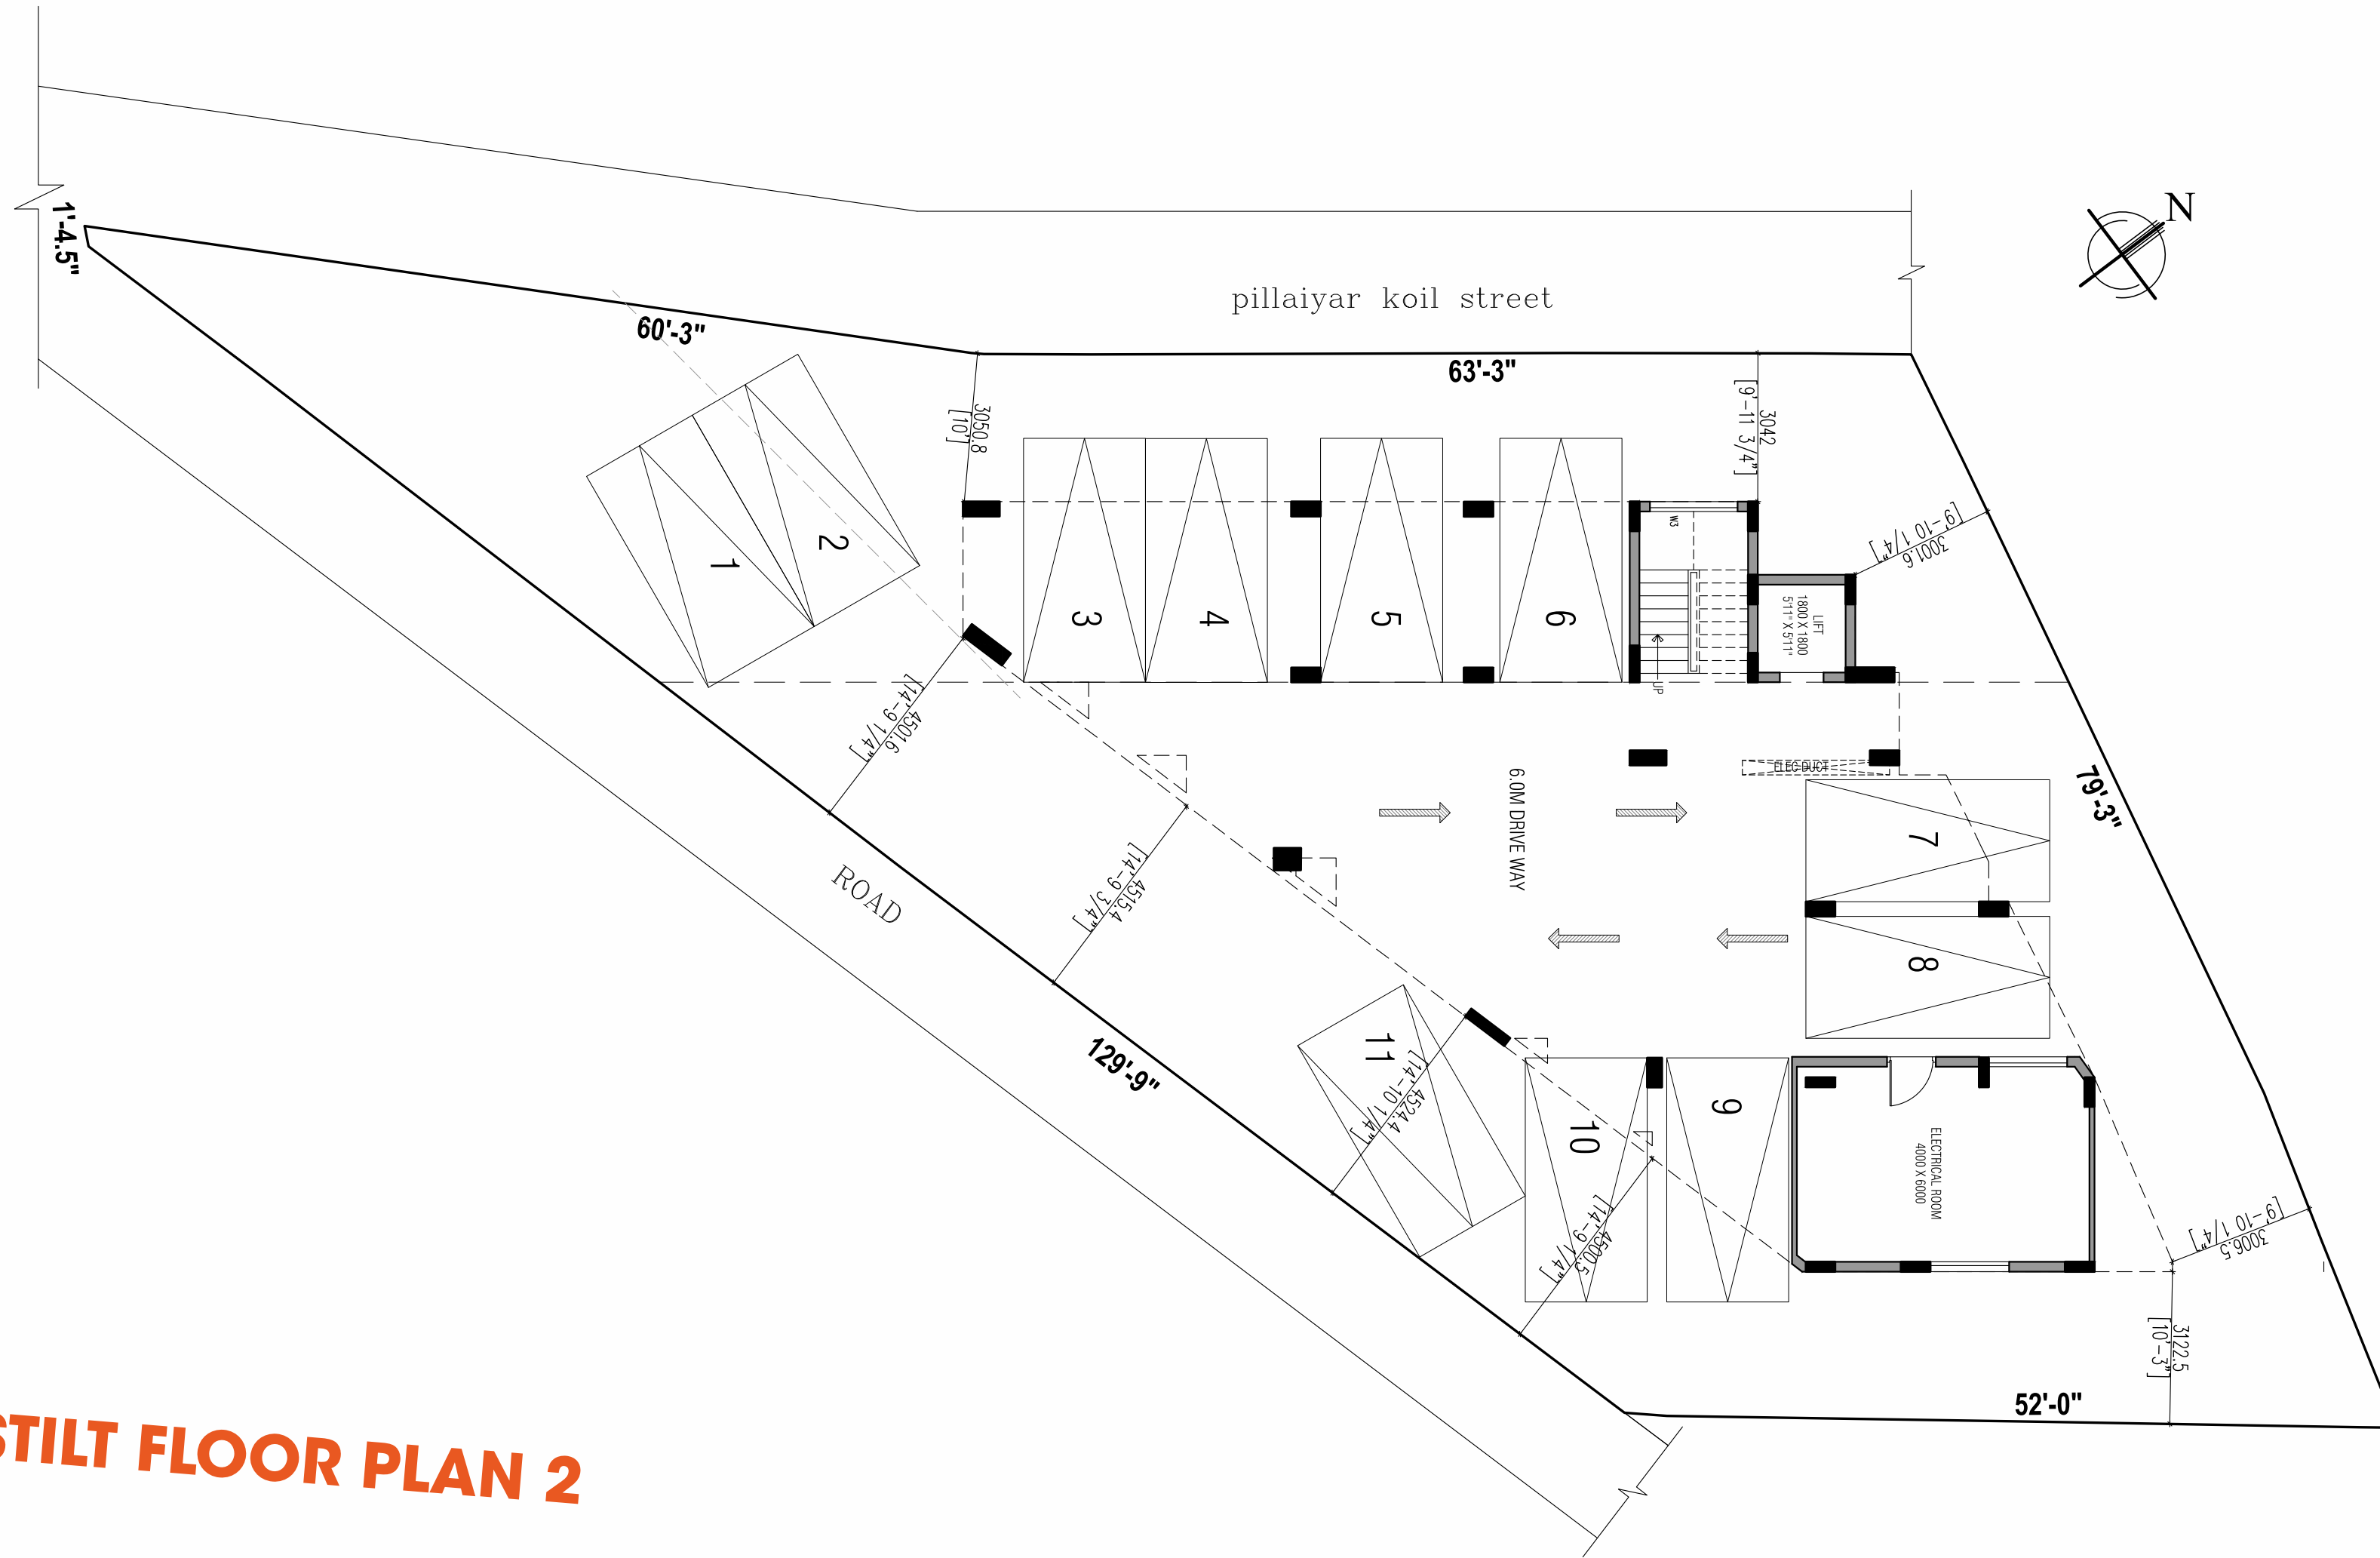 N
1'-4.5"
pillaiyar koil street
60'-3"
63'-3"
3050.8
[10']
3042
[9'-11 3/4"]
3001.6
[9'-10 1/4"]
W3
1
2
3
4
5
6
LIFT
1800 X 1800
5'11" X 5'11"
UP
4501.6
[14'-9 1/4"]
ELEC DUCT
6.0M DRIVE WAY
79'-3"
7
ROAD
4515.4
[14'-9 3/4"]
8
129'-9"
11
4524.4
[14'-10 1/4"]
10
9
ELECTRICAL ROOM
4000 X 6000
4500.5
[14'-9 1/4"]
3006.5
[9'-10 1/4"]
3122.5
[10'-3"]
52'-0"
STILT FLOOR PLAN 2